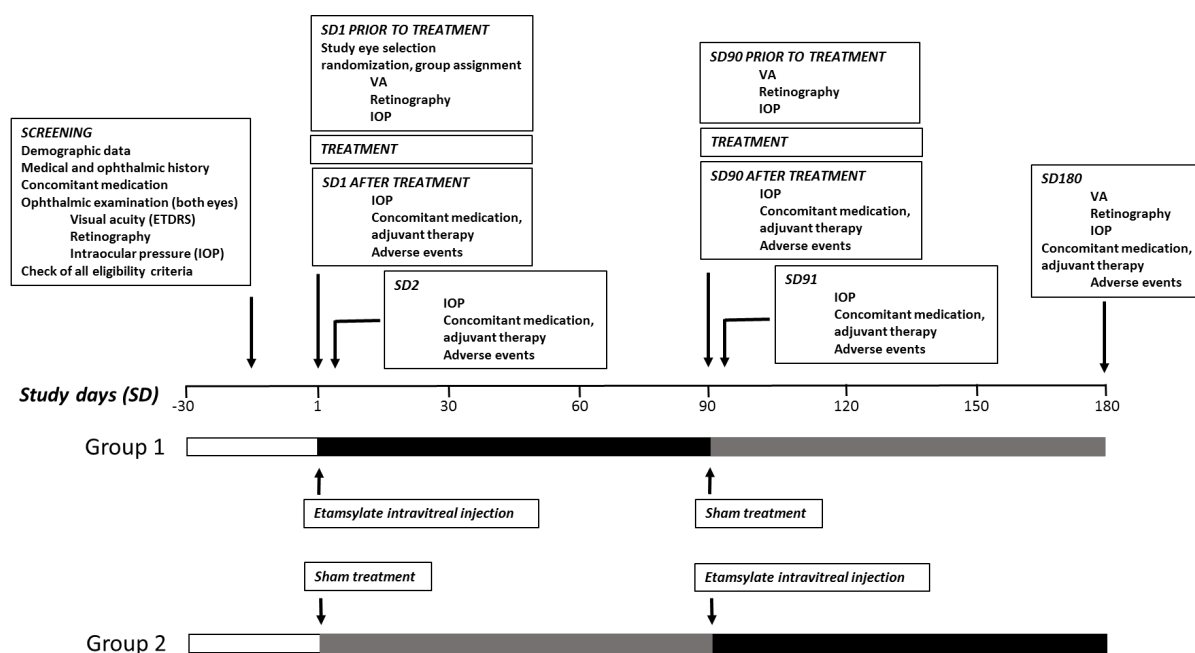 SCREENING
Demographic data
Medical and ophthalmic history
Concomitant medication
Ophthalmic examination (both eyes)
Visual acuity (ETDRS)
Retinography
Intraocular pressure (IOP)
Check of all eligibility criteria
SD1 PRIOR TO TREATMENT
Study eye selection
randomization, group assignment
VA
Retinography
IOP
TREATMENT
SD1 AFTER TREATMENT
IOP
Concomitant medication,
adjuvant therapy
Adverse events
SD2
IOP
Concomitant medication,
adjuvant therapy
Adverse events
SD90 PRIOR TO TREATMENT
VA
Retinography
IOP
TREATMENT
SD90 AFTER TREATMENT
IOP
Concomitant medication,
adjuvant therapy
Adverse events
SD91
IOP
Concomitant medication,
adjuvant therapy
Adverse events
SD180
VA
Retinography
IOP
Concomitant medication,
adjuvant therapy
Adverse events
Study days (SD)
-30 1 30 60 90 120 150 180
Group 1
Etamsylate intravitreal injection
Sham treatment
Sham treatment
Etamsylate intravitreal injection
Group 2